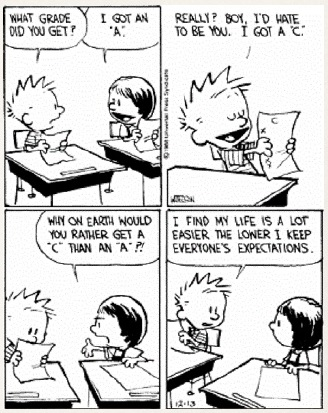 WHAT GRADE
DID YOU GET?
I GOT AN
"A".
© 1988 Universal Press Syndicate
REALLY? BOY, I'D HATE
TO BE YOU. I GOT A "C".
C
WATTERSON
WHY ON EARTH WOULD
YOU RATHER GET A
"C" THAN AN "A"?!
I FIND MY LIFE IS A LOT
EASIER THE LOWER I KEEP
EVERYONE'S EXPECTATIONS.
12-13